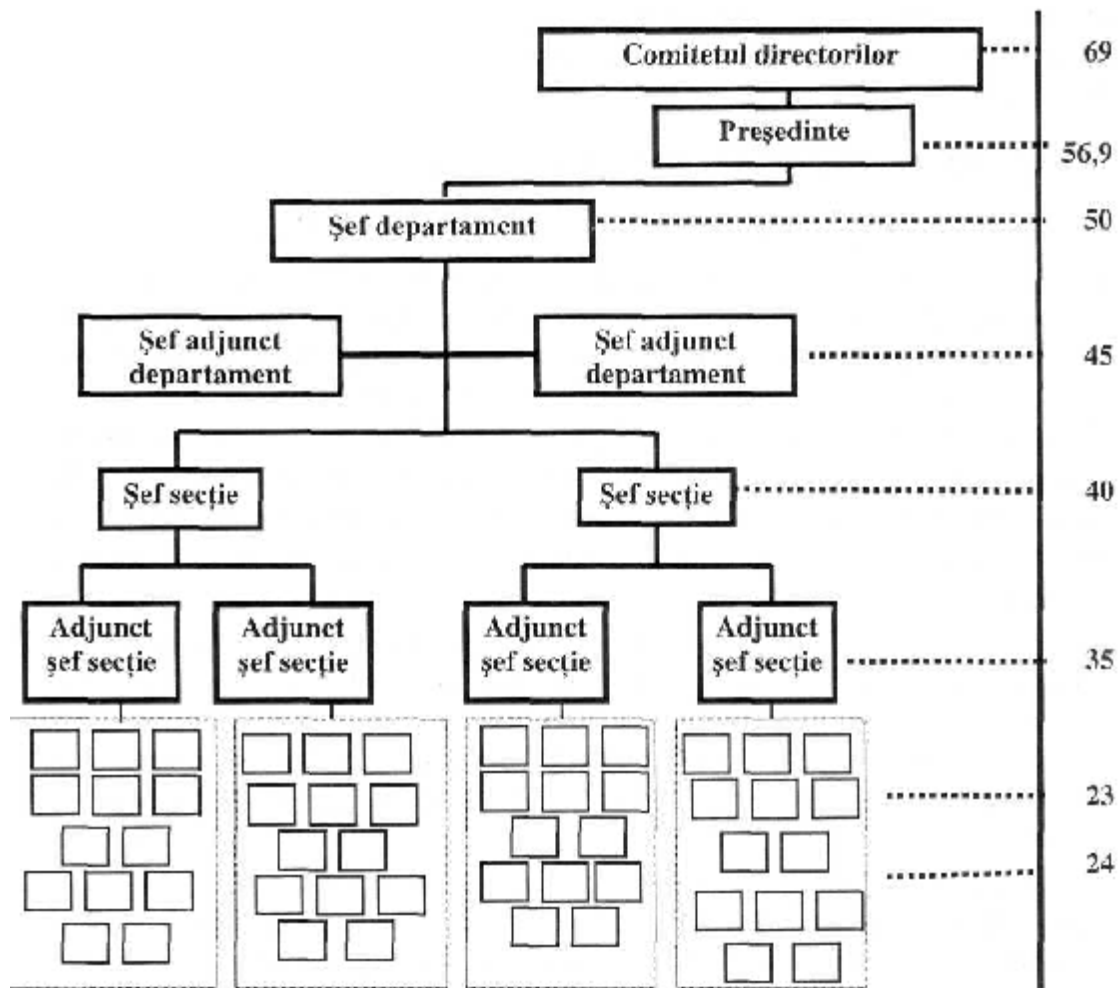 Comitetul directorilor
69
Președinte
56,9
Șef departament
50
Șef adjunct
departament
Șef adjunct
departament
45
Șef secție
Șef secție
40
Adjunct
șef secție
Adjunct
șef secție
Adjunct
șef secție
Adjunct
șef secție
35
23
24